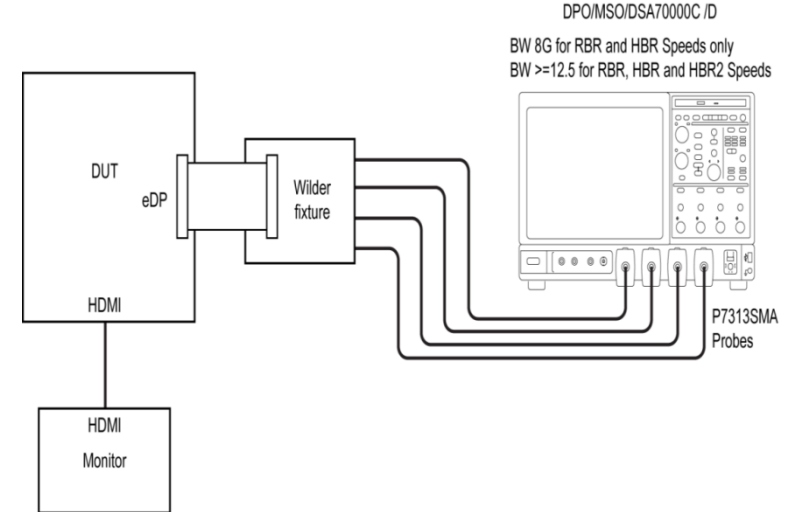 DPO/MSO/DSA70000C /D
BW 8G for RBR and HBR Speeds only
BW >=12.5 for RBR, HBR and HBR2 Speeds
DUT
eDP
Wilder
fixture
HDMI
P7313SMA
Probes
HDMI
Monitor